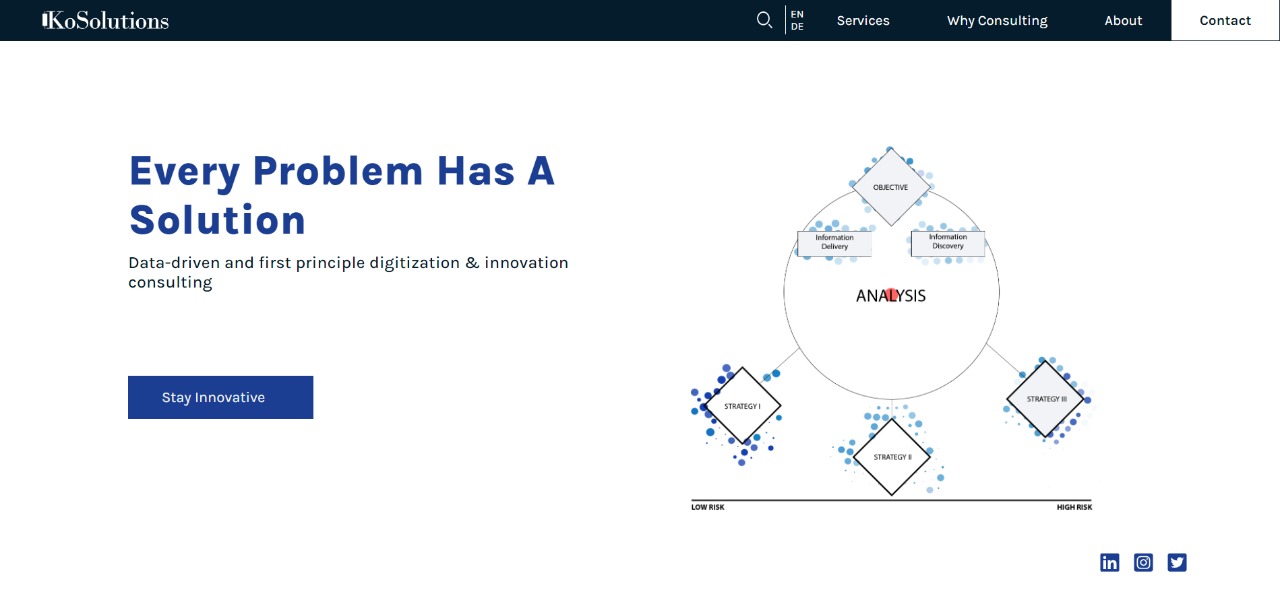 KoSolutions
EN
DE
Services
Why Consulting
About
Contact
Every Problem Has A
Solution
Data-driven and first principle digitization & innovation
consulting
Stay Innovative
OBJECTIVE
Information
Delivery
Information
Discovery
ANALYSIS
STRATEGY I
STRATEGY II
STRATEGY III
LOW RISK
HIGH RISK